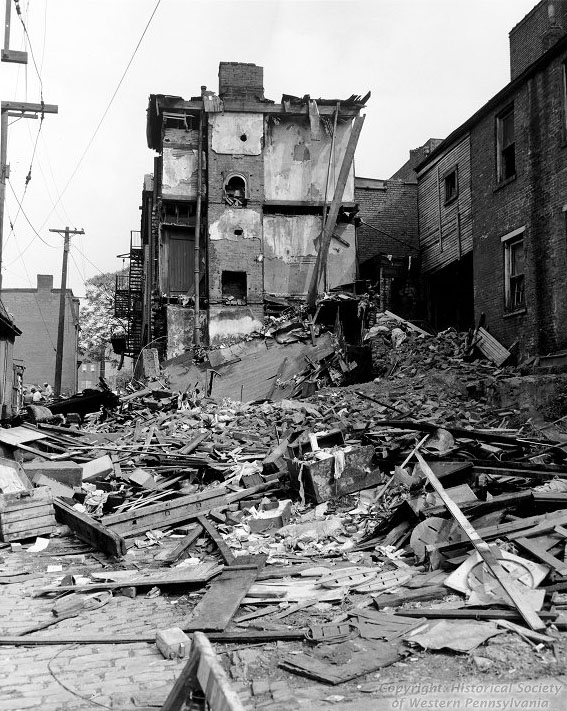 Copyright - Historical Society
of Western Pennsylvania